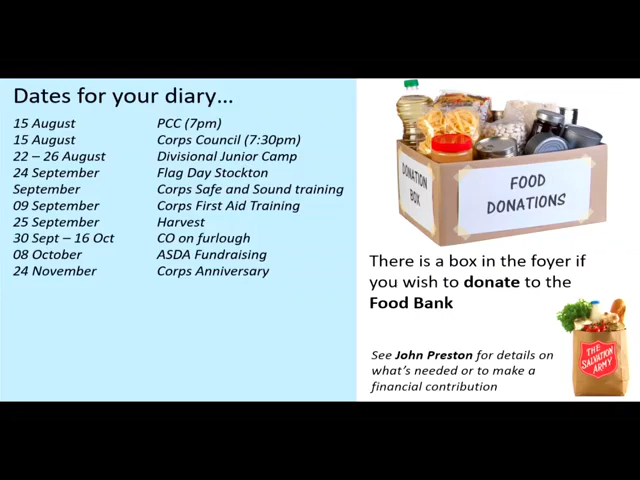 Dates for your diary...
15 August PCC (7pm)
15 August Corps Council (7:30pm)
22 – 26 August Divisional Junior Camp
24 September Flag Day Stockton
September Corps Safe and Sound training
09 September Corps First Aid Training
25 September Harvest
30 Sept – 16 Oct CO on furlough
08 October ASDA Fundraising
24 November Corps Anniversary
DONATION
BOX
FOOD
DONATIONS
There is a box in the foyer if
you wish to donate to the
Food Bank
See John Preston for details on
what's needed or to make a
financial contribution
THE
SALVATION
ARMY